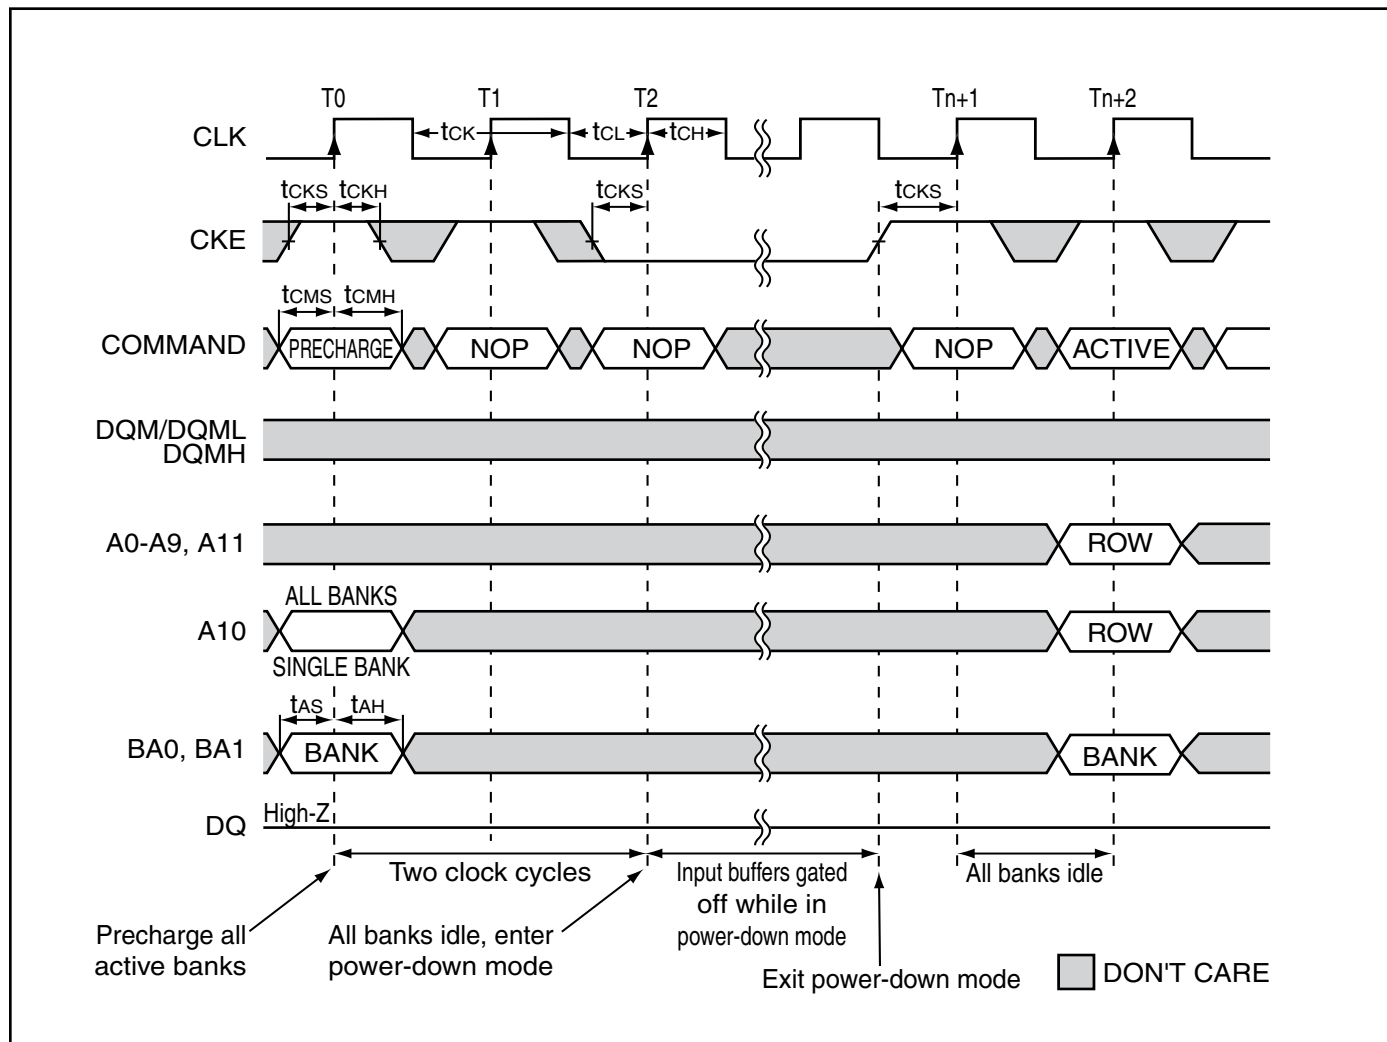 T0 T1 T2 Tn+1 Tn+2
CLK tCK tCL tCH
tCKS tCKH tCKS tCKS
CKE
tCMS tCMH
COMMAND PRECHARGE NOP NOP NOP ACTIVE
DQM/DQML
DQMH
A0-A9, A11 ROW
ALL BANKS
A10 ROW
SINGLE BANK
tAS tAH
BA0, BA1 BANK BANK
DQ High-Z
Two clock cycles
Input buffers gated
off while in
power-down mode
All banks idle
Precharge all
active banks
All banks idle, enter
power-down mode
Exit power-down mode
DON'T CARE